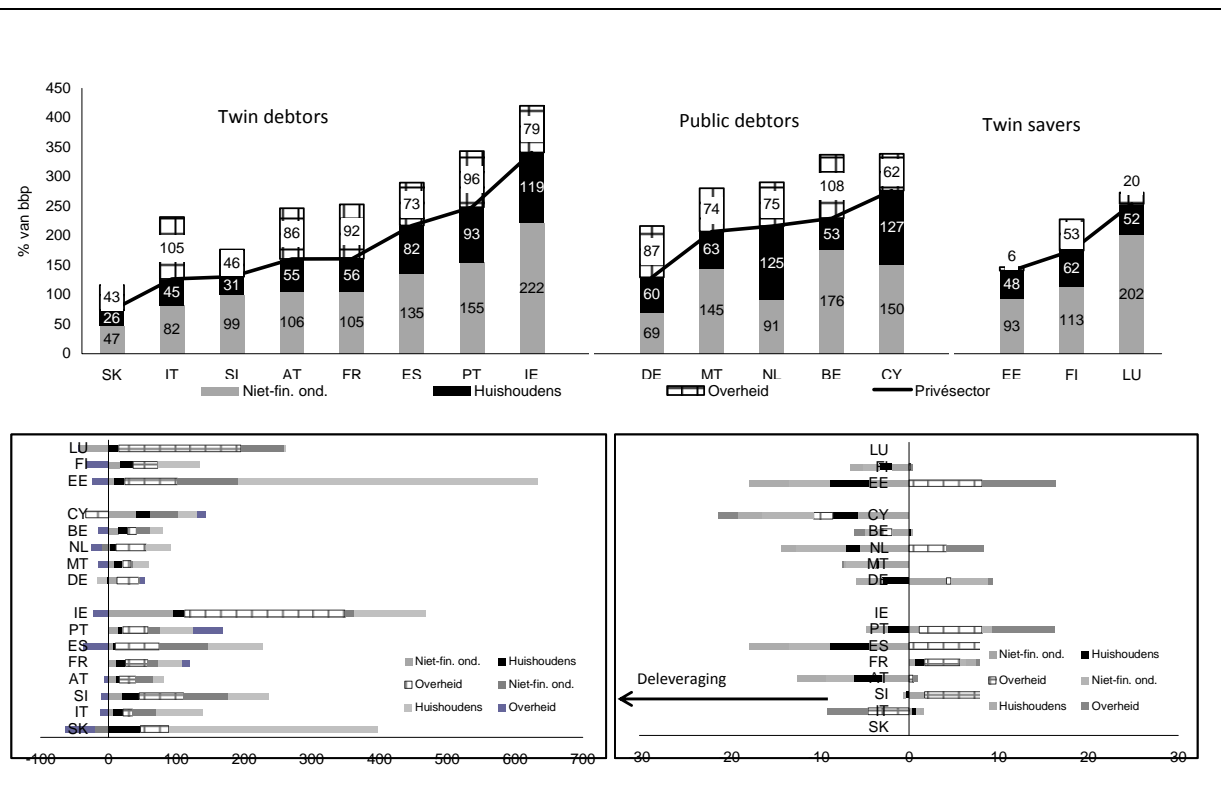 450
400
350
300
250
200
150
100
50
0
% van bbp
Twin debtors
Public debtors
Twin savers
43 26 47
105 45 82
46 31 99
86 55 106
92 56 105
73 82 135
96 93 155
79 119 222
87 60 69
74 63 145
75 125 91
108 53 176
62 127 150
6 48 93
53 62 113
20 52 202
SK IT SI AT FR ES PT IE DE MT NL BE CY EE FI LU
Niet-fin. ond. Huishoudens Overheid Privésector
LU
FI
EE
CY
BE
NL
MT
DE
IE
PT
ES
FR
AT
SI
IT
SK
Niet-fin. ond. Huishoudens
Overheid Niet-fin. ond.
Huishoudens Overheid
-100 0 100 200 300 400 500 600 700
LU
FI
EE
CY
BE
NL
MT
DE
IE
PT
ES
FR
AT
SI
IT
SK
Deleveraging
Niet-fin. ond. Huishoudens
Overheid Niet-fin. ond.
Huishoudens Overheid
30 20 10 0 10 20 30